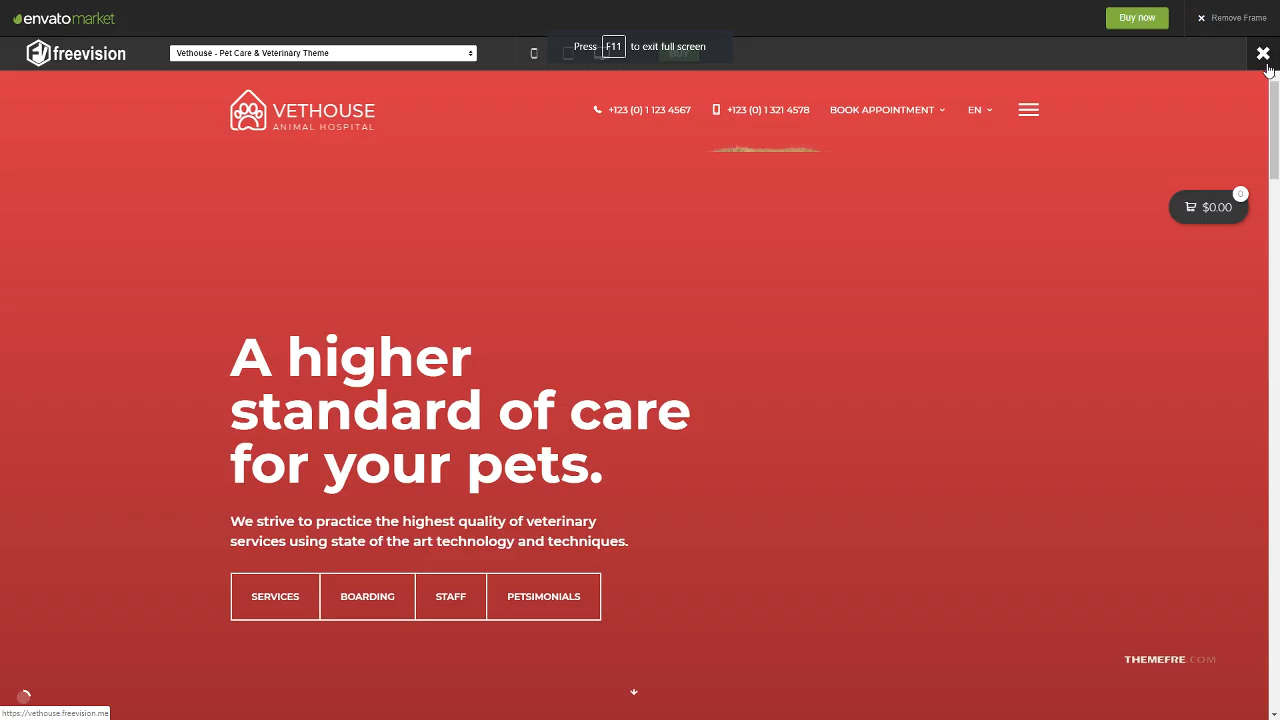 envatomarket
Buy now
Remove Frame
freevision
Vethouse - Pet Care & Veterinary Theme
Press F11 to exit full screen
VETHOUSE
ANIMAL HOSPITAL
+123 (0) 1 123 4567
+123 (0) 1 321 4578
BOOK APPOINTMENT
EN
0
$0.00
A higher
standard of care
for your pets.
We strive to practice the highest quality of veterinary
services using state of the art technology and techniques.
SERVICES
BOARDING
STAFF
PETSIMONIALS
THEMEFRE.COM
https://vethouse.freevision.me